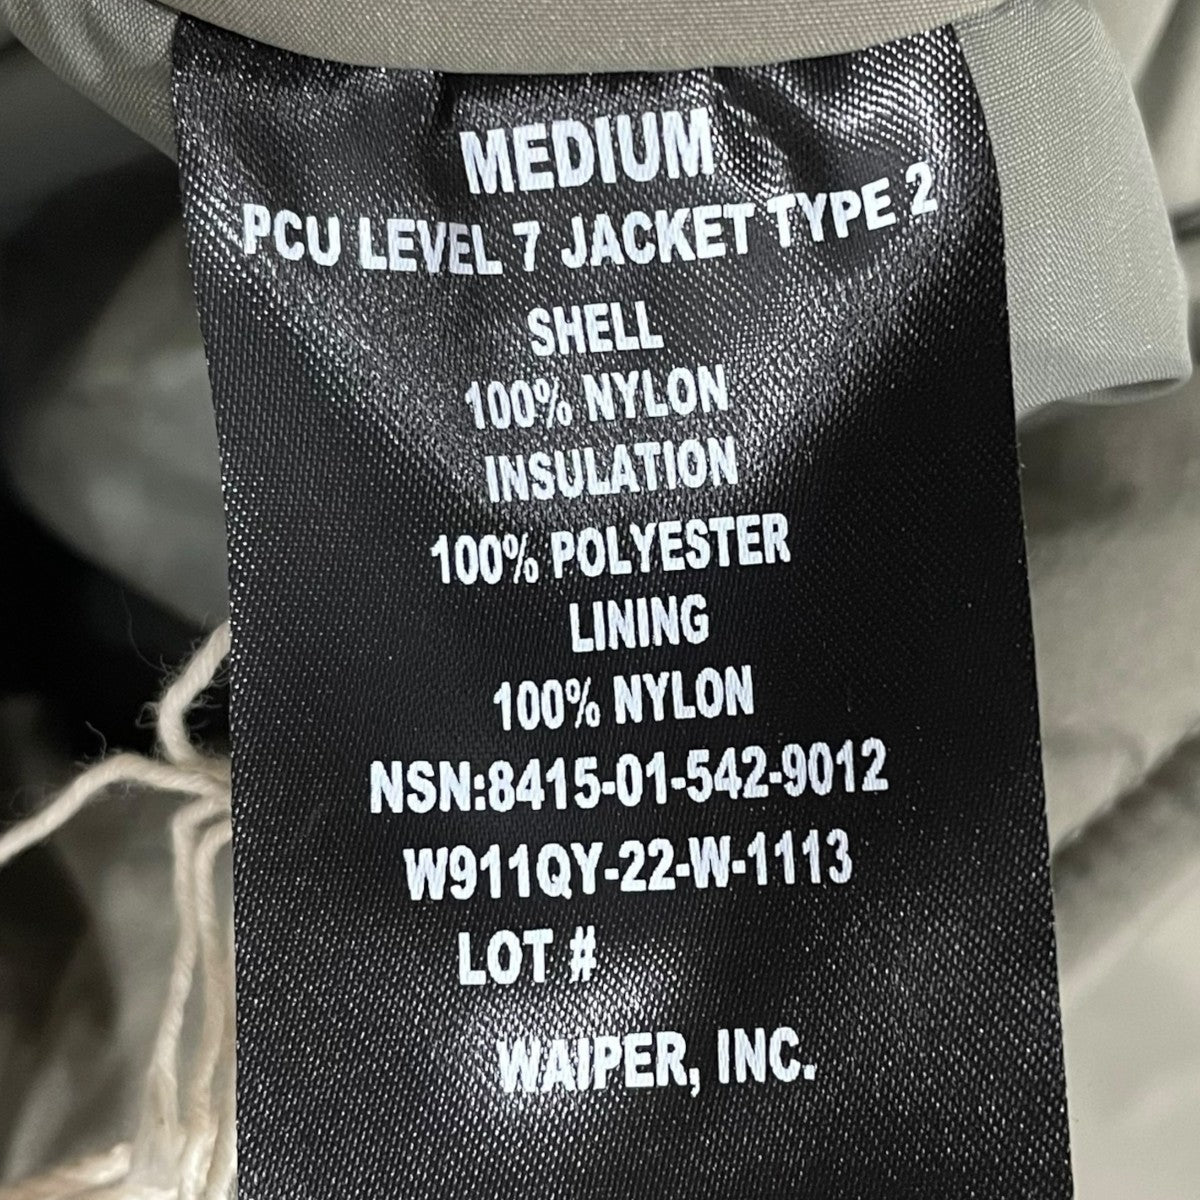 MEDIUM
PCU LEVEL 7 JACKET TYPE 2
SHELL
100% NYLON
INSULATION
100% POLYESTER
LINING
100% NYLON
NSN:8415-01-542-9012
W911QY-22-W-1113
LOT #
WAIPER, INC.